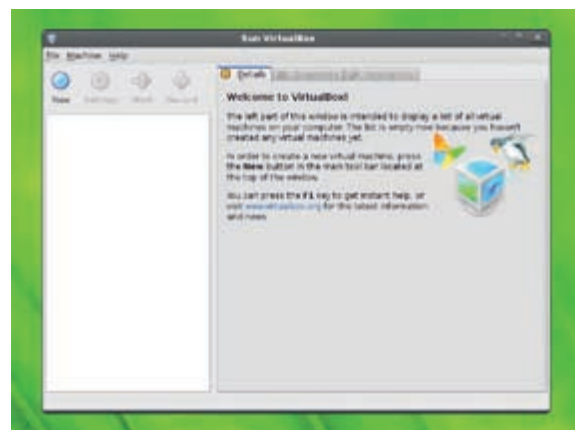 Sun VirtualBox
File Machine Help
New Settings Start Discard
Details
Welcome to VirtualBox!
The left part of this window is intended to display a list of all virtual
machines on your computer. The list is empty now because you haven't
created any virtual machines yet.
In order to create a new virtual machine, press
the New button in the main tool bar located at
the top of the window.
You can press the F1 key to get instant help, or
visit www.virtualbox.org for the latest information
and news.